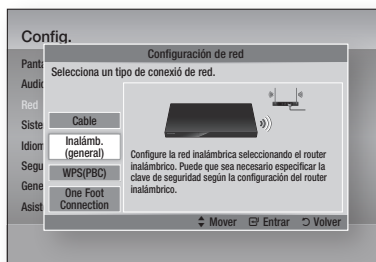 Config.
Configuración de red
Selecciona un tipo de conexió de red.
Red
Cable
Inalámb.
(general)
WPS(PBC)
One Foot
Connection
Configure la red inalámbrica seleccionando el router
inalámbrico. Puede que sea necesario especificar la
clave de seguridad según la configuración del router
inalámbrico.
Mover Entrar Volver